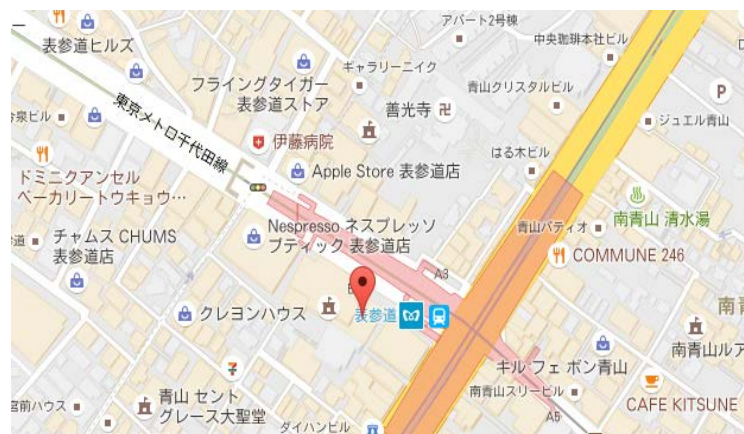 アパート2号棟
表参道ヒルズ
中央珈琲本社ビル
ギャラリーニイク
フライングタイガー
表参道ストア
青山クリスタルビル
東京メトロ千代田線
善光寺
P
今泉ビル
ジュエル青山
伊藤病院
はる木ビル
Apple Store 表参道店
ドミニクアンセル
ベーカリートウキョウ…
Nespresso ネスプレッソ
ブティック 表参道店
青山パティオ
南青山 清水湯
チャムス CHUMS
表参道店
COMMUNE 246
A3
クレヨンハウス
表参道
南青山ルア
キル フェ ボン青山
青山 セント
グレース大聖堂
南青山スリービル
CAFE KITSUNE
宮前ハウス
ダイハンビル
A5